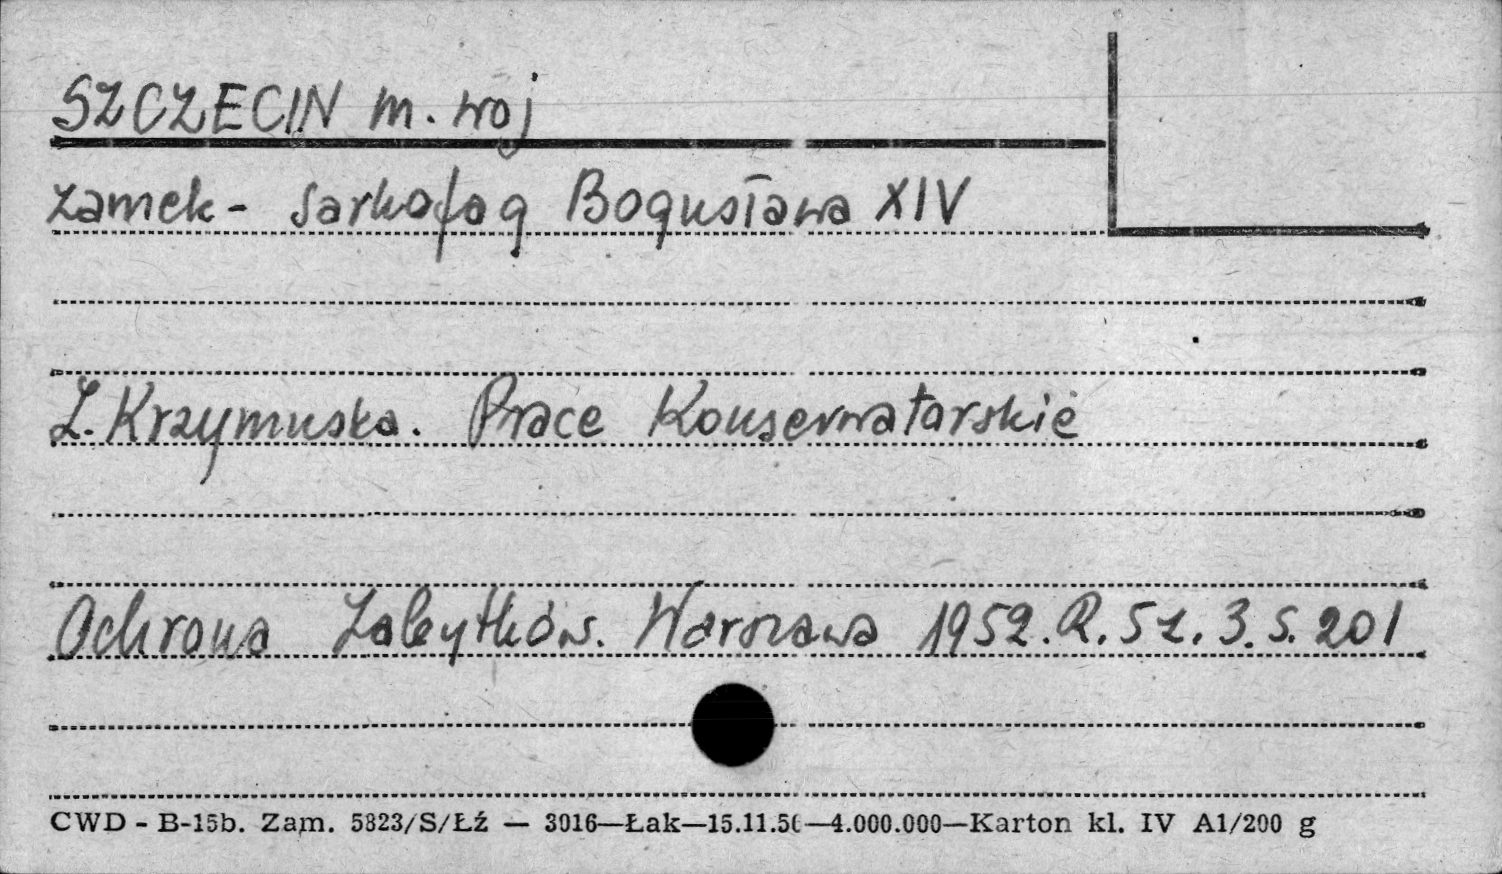 SZCZECIN m. woj
zamek - sarkofag Bogusława XIV
Z. Krzymuska. Prace Konserwatorskie
Ochrona Zabytków. Warszawa 1952. R. 5 z. 3. s. 201
CWD - B-15b. Zam. 5823/S/Łź — 3016—Łak—15.11.56—4.000.000—Karton kl. IV A1/200 g